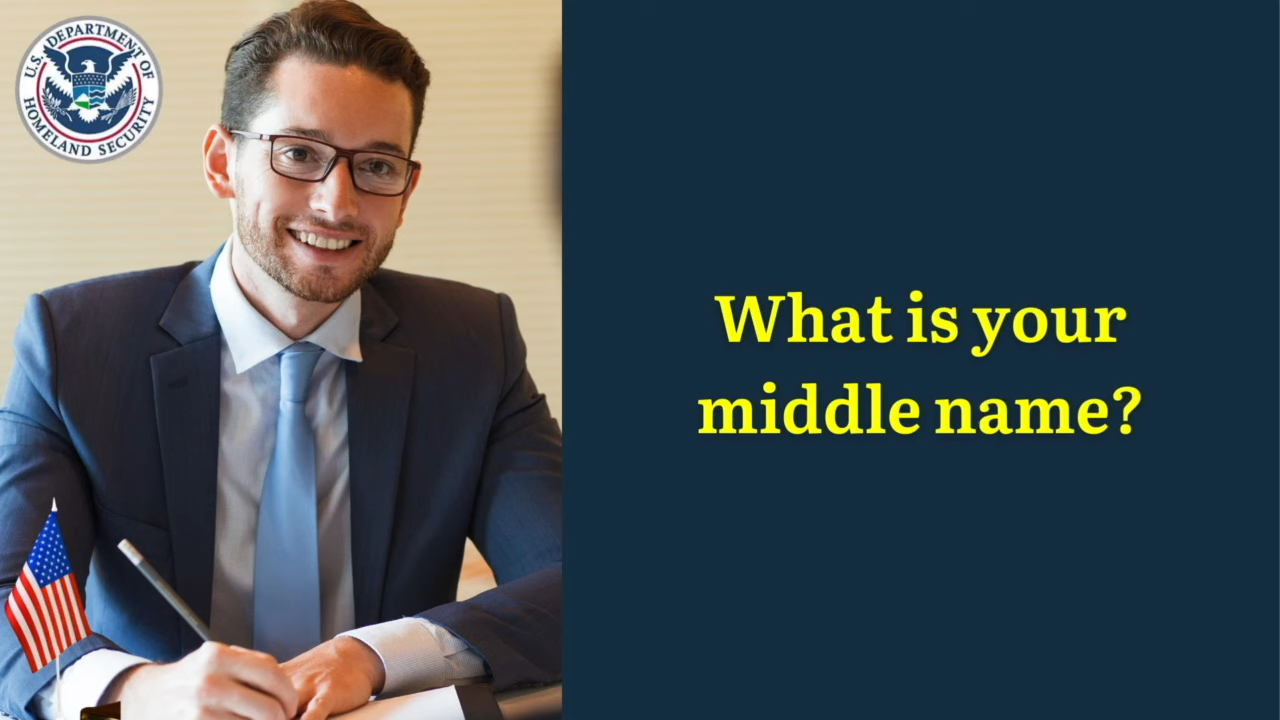 U.S. DEPARTMENT OF
HOMELAND SECURITY
What is your
middle name?